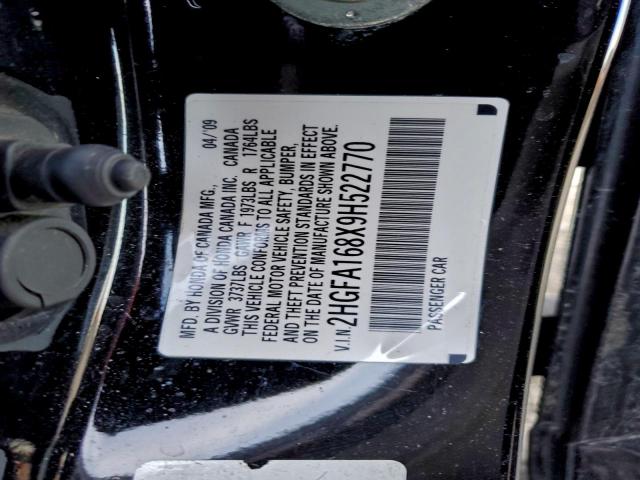 MFD. BY HONDA OF CANADA MFG., 04/'09
A DIVISION OF HONDA CANADA INC. CANADA
GVWR 3737LBS GAWR F 1973LBS R 1764LBS
THIS VEHICLE CONFORMS TO ALL APPLICABLE
FEDERAL MOTOR VEHICLE SAFETY, BUMPER,
AND THEFT PREVENTION STANDARDS IN EFFECT
ON THE DATE OF MANUFACTURE SHOWN ABOVE.
V.I.N. 2HGFA168X9H522770
PASSENGER CAR